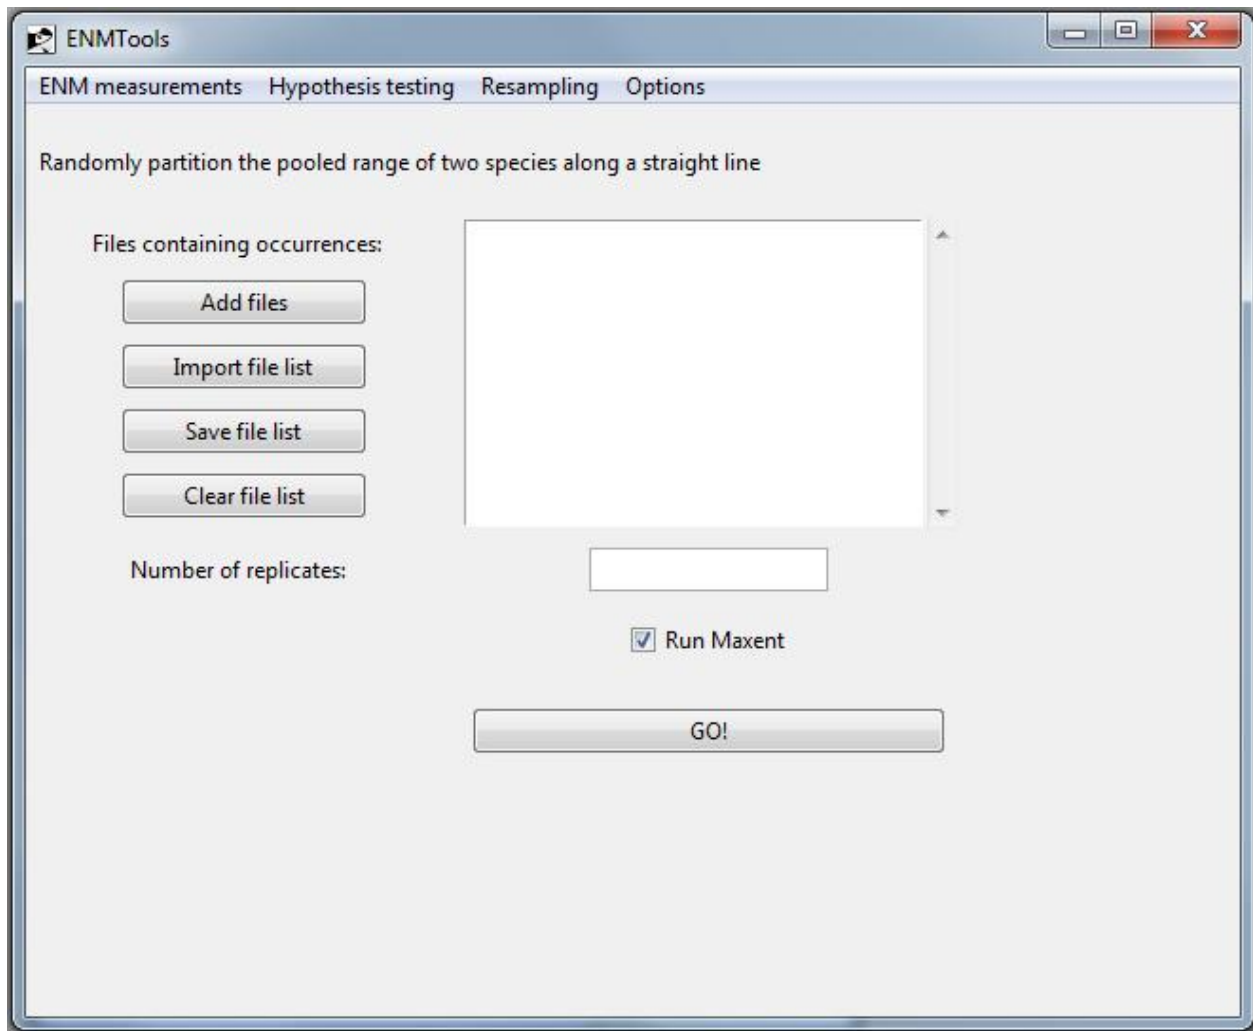 ENMTools
ENM measurements Hypothesis testing Resampling Options
Randomly partition the pooled range of two species along a straight line
Files containing occurrences:
Add files
Import file list
Save file list
Clear file list
Number of replicates:
Run Maxent
GO!